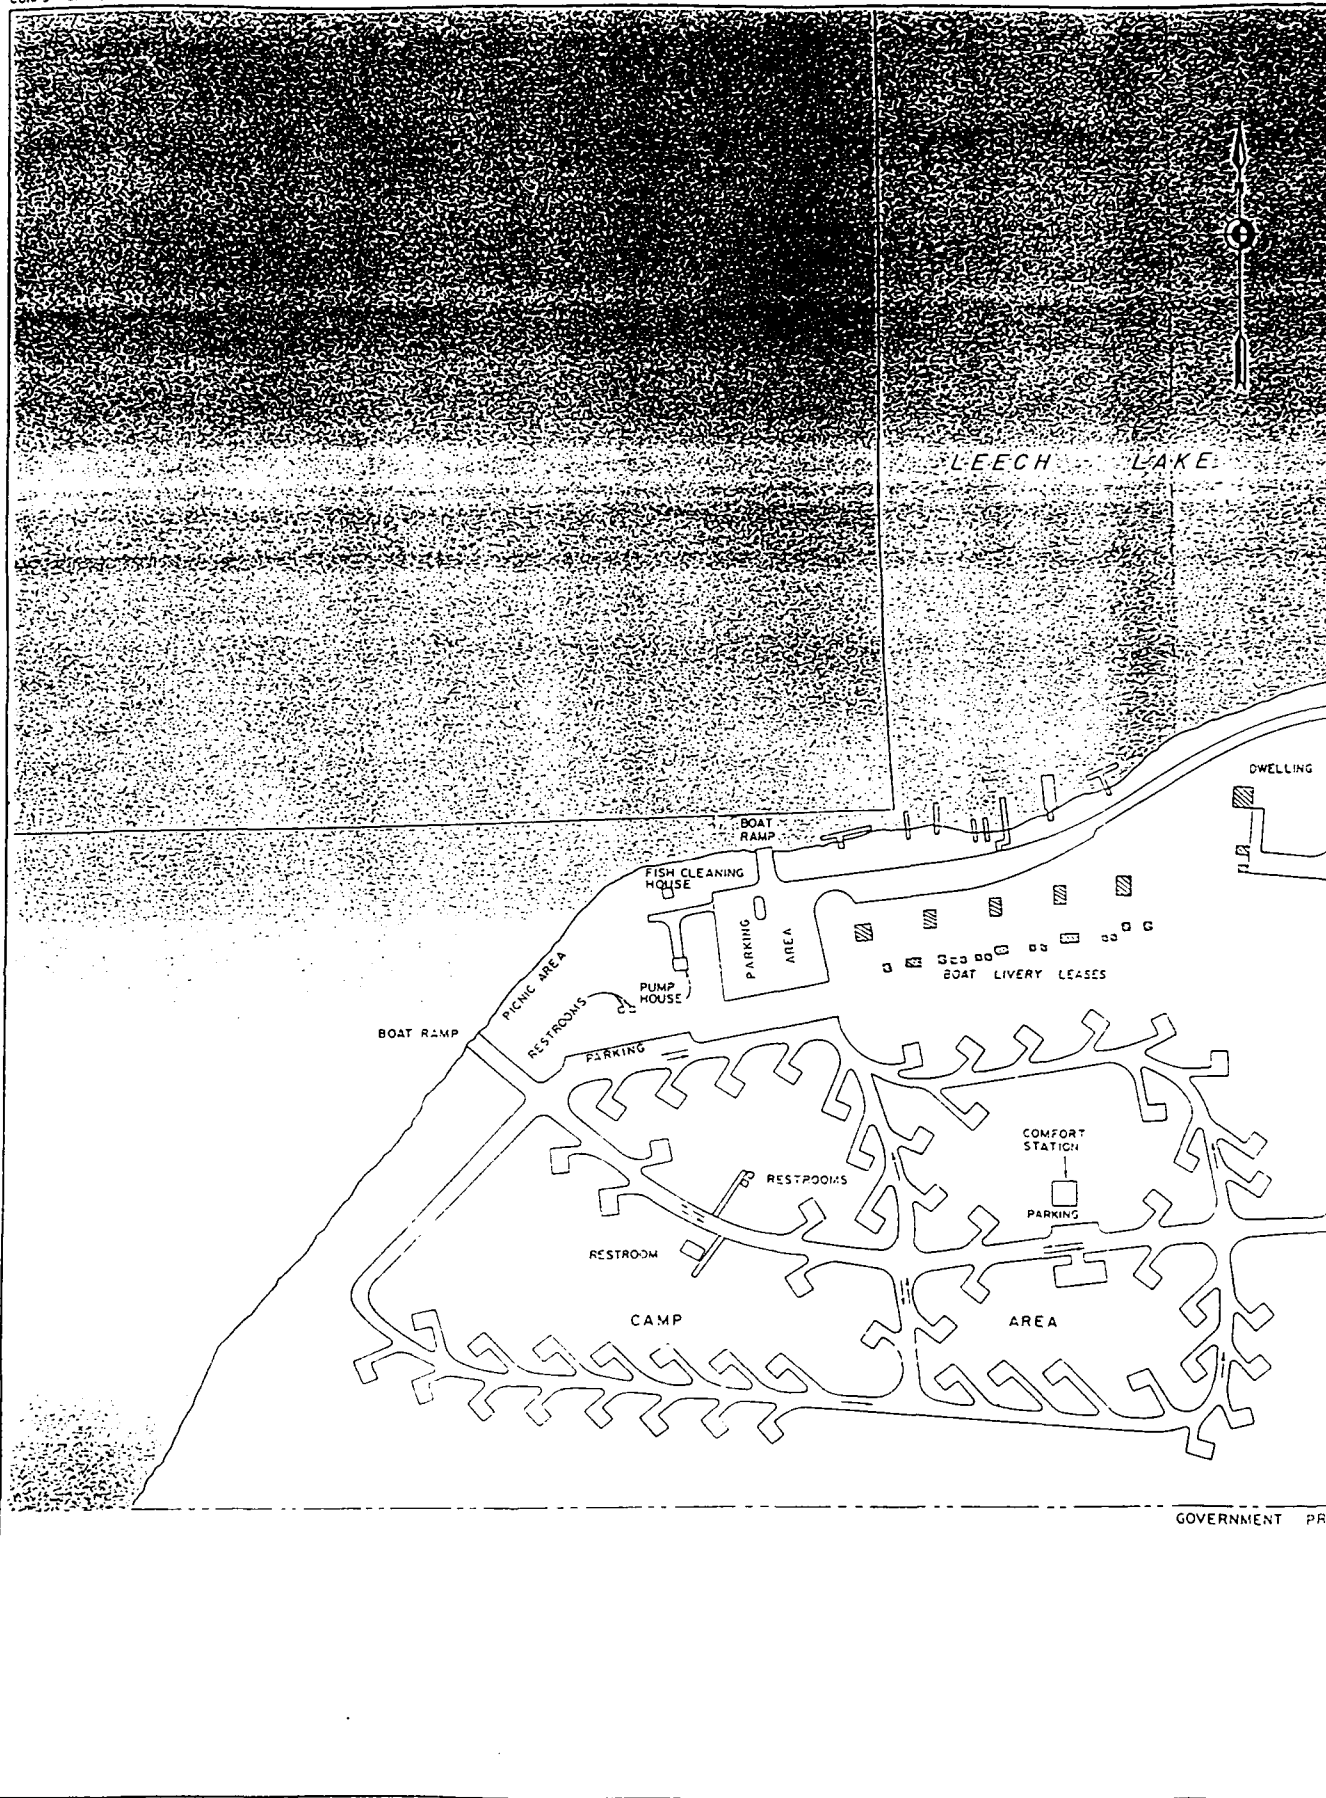 LEECH LAKE
DWELLING
BOAT
RAMP
FISH CLEANING
HOUSE
PARKING
AREA
BOAT LIVERY LEASES
PUMP
HOUSE
PICNIC AREA
RESTROOMS
BOAT RAMP
PARKING
COMFORT
STATION
RESTROOMS
PARKING
RESTROOM
CAMP AREA
GOVERNMENT PR